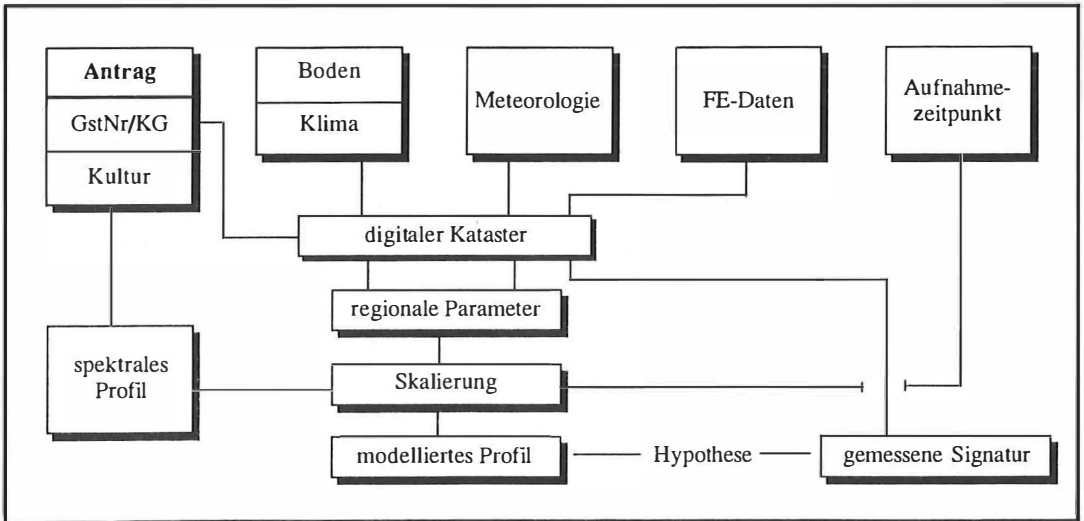 Antrag
GstNr/KG
Kultur
Boden
Klima
Meteorologie
FE-Daten
Aufnahme-
zeitpunkt
digitaler Kataster
regionale Parameter
spektrales
Profil
Skalierung
modelliertes Profil
Hypothese
gemessene Signatur